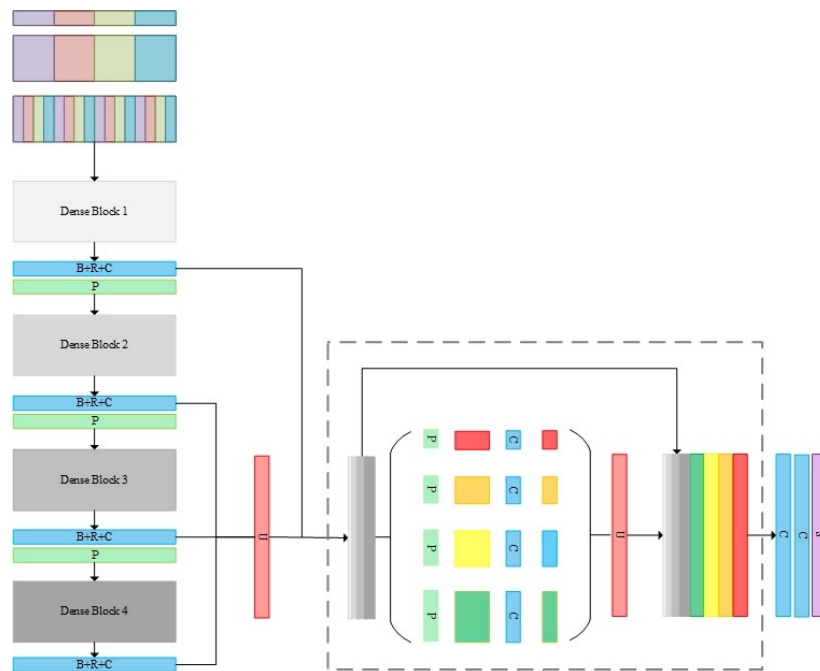 Dense Block 1
B+R+C
P
Dense Block 2
B+R+C
P
Dense Block 3
B+R+C
P
Dense Block 4
B+R+C
U
P
C
P
C
P
C
P
C
U
C
C